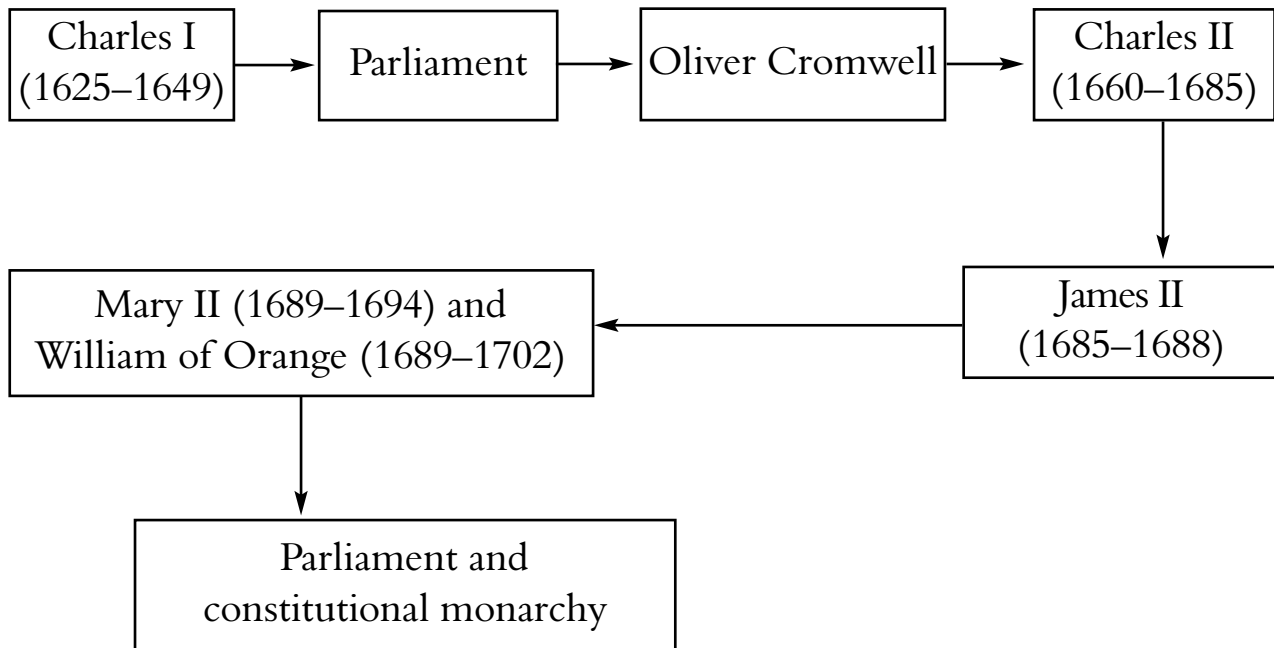 Charles I
(1625–1649)
Parliament
Oliver Cromwell
Charles II
(1660–1685)
James II
(1685–1688)
Mary II (1689–1694) and
William of Orange (1689–1702)
Parliament and
constitutional monarchy